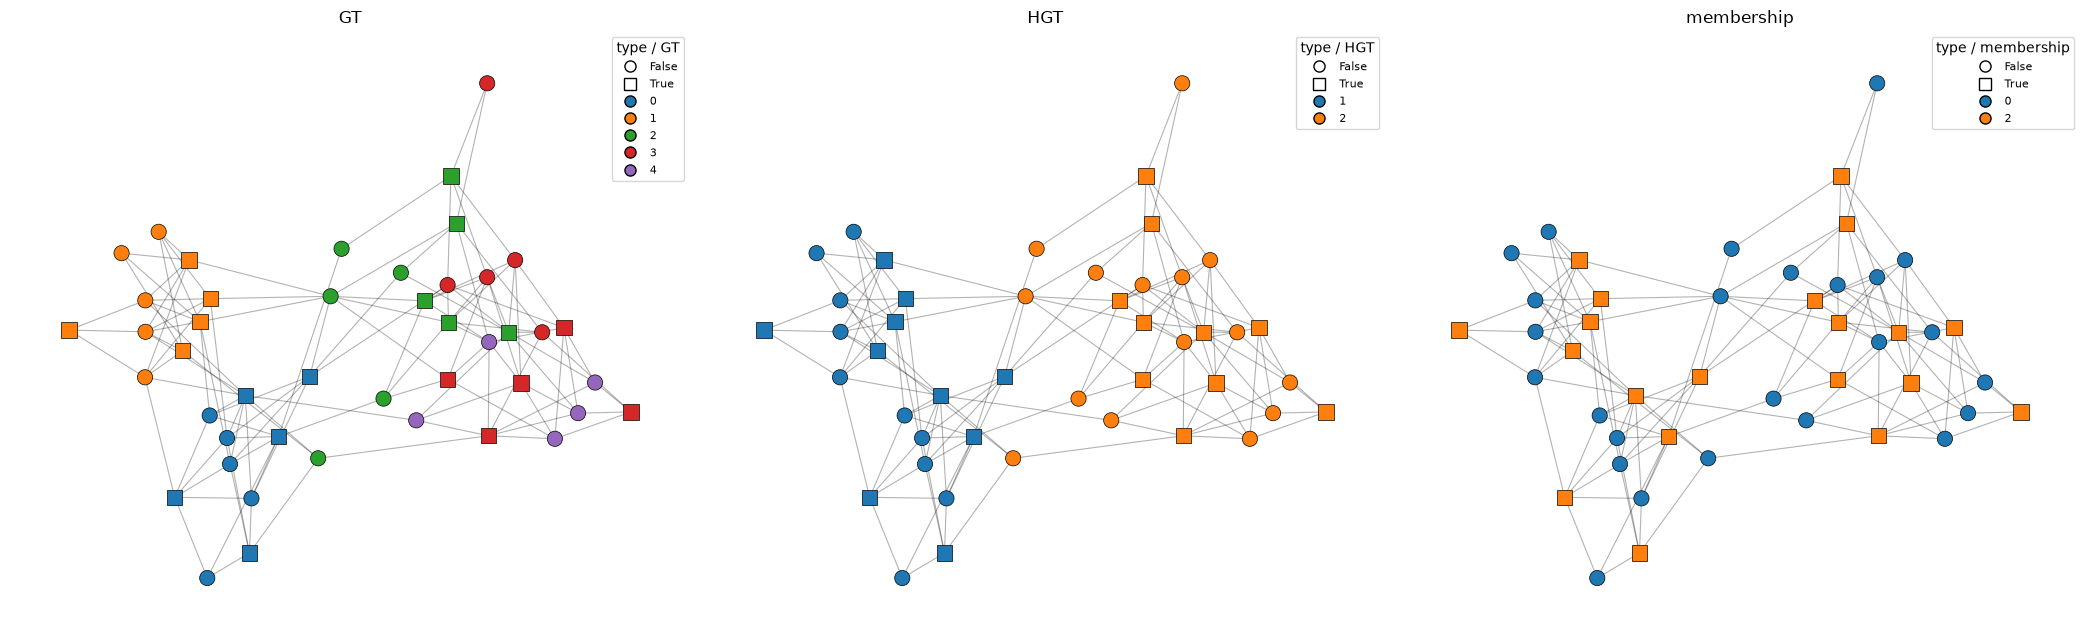 GT
type / GT
False
True
0
1
2
3
4
HGT
type / HGT
False
True
1
2
membership
type / membership
False
True
0
2